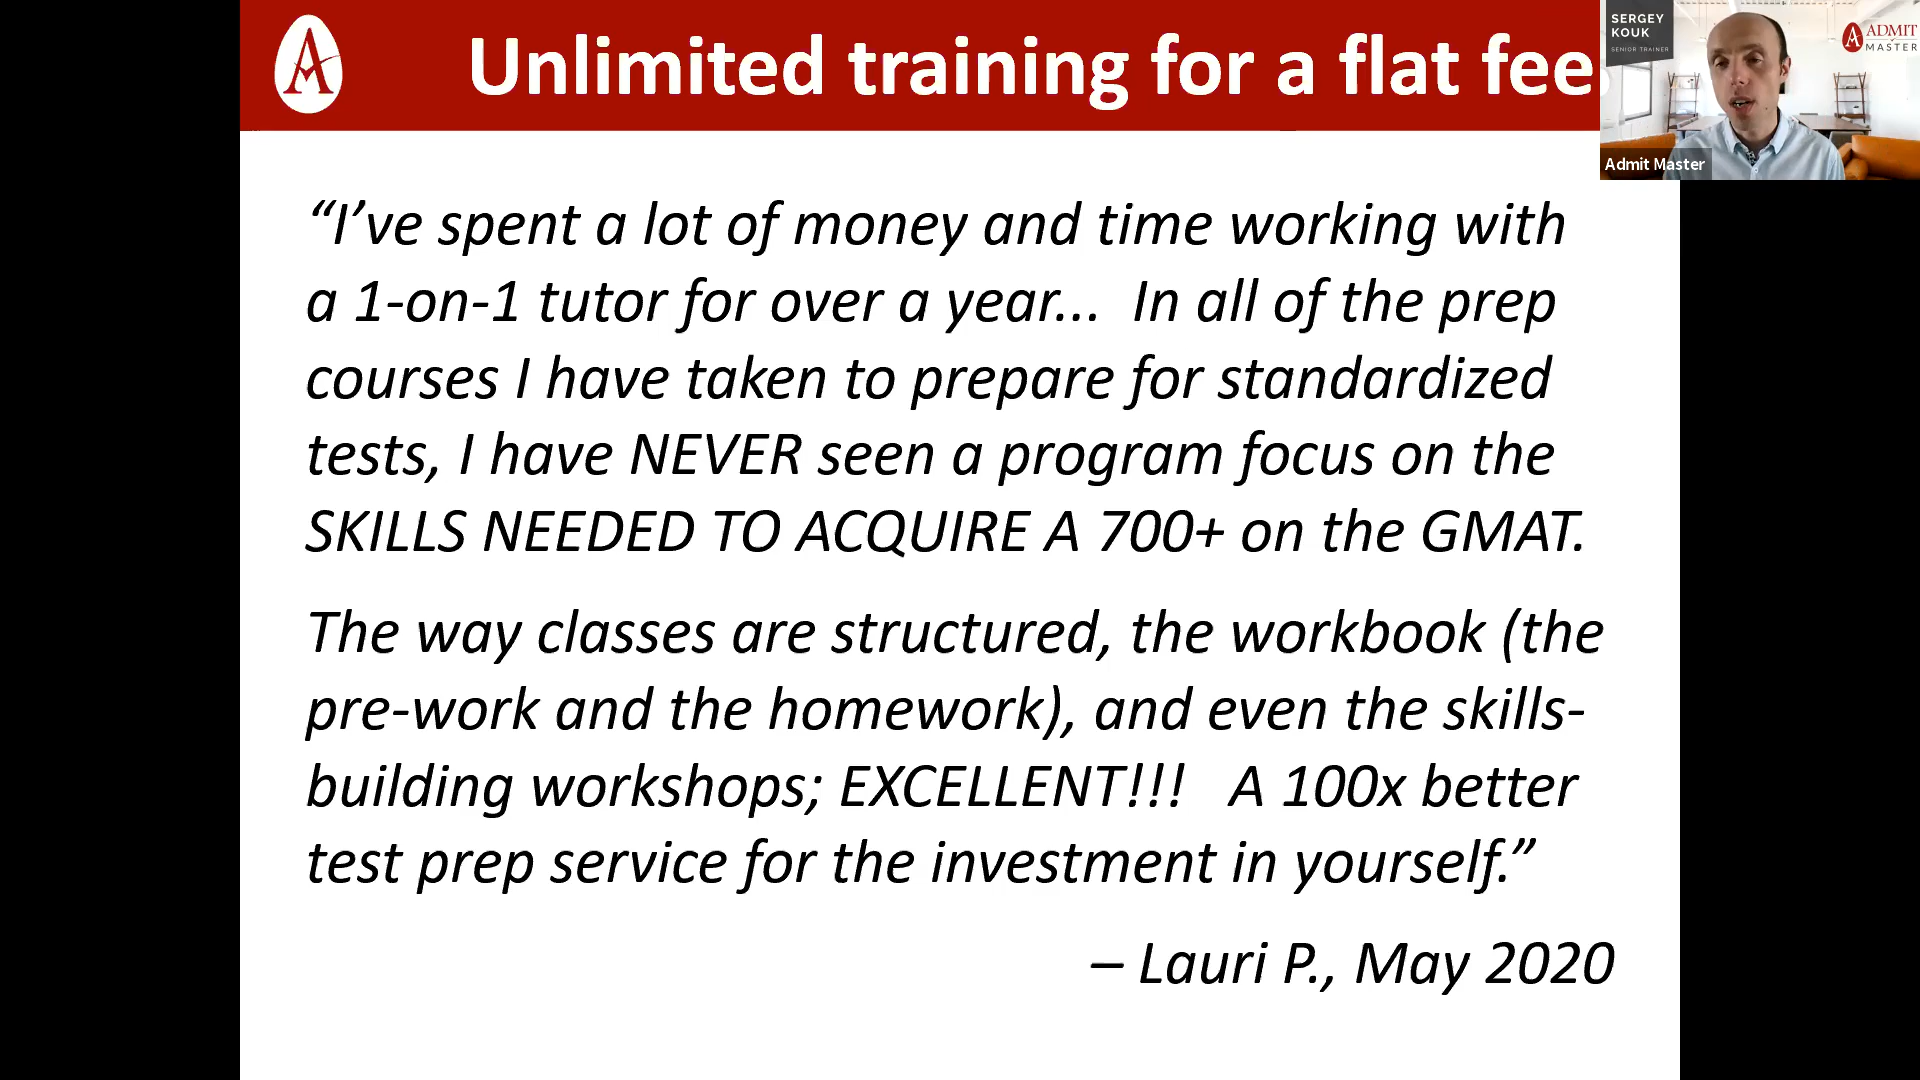 Unlimited training for a flat fee
SERGEY
KOUK
SENIOR TRAINER
ADMIT
MASTER
Admit Master
“I’ve spent a lot of money and time working with
a 1-on-1 tutor for over a year...  In all of the prep
courses I have taken to prepare for standardized
tests, I have NEVER seen a program focus on the
SKILLS NEEDED TO ACQUIRE A 700+ on the GMAT.
The way classes are structured, the workbook (the
pre-work and the homework), and even the skills-
building workshops; EXCELLENT!!!   A 100x better
test prep service for the investment in yourself.”
– Lauri P., May 2020